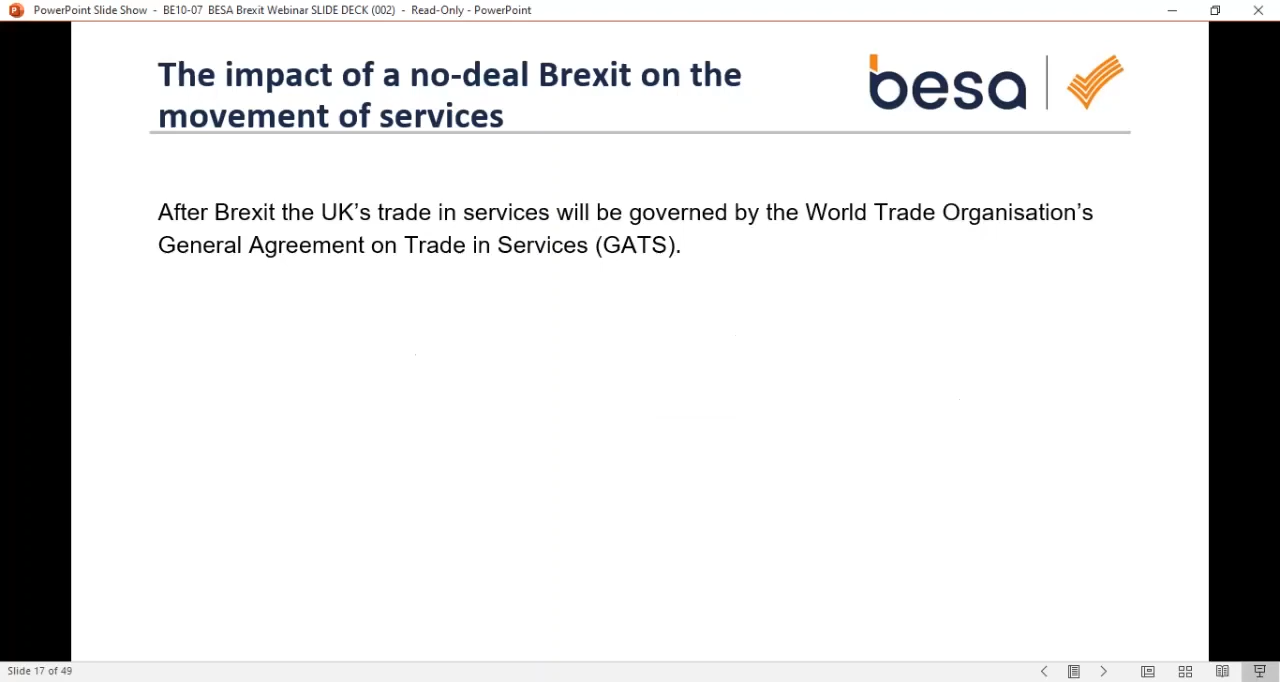 PowerPoint Slide Show - BE10-07 BESA Brexit Webinar SLIDE DECK (002) - Read-Only - PowerPoint
The impact of a no-deal Brexit on the
movement of services
besa
After Brexit the UK’s trade in services will be governed by the World Trade Organisation’s
General Agreement on Trade in Services (GATS).
Slide 17 of 49